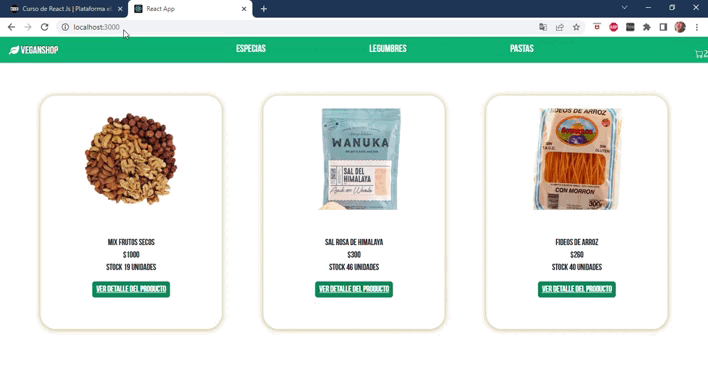 Curso de React Js | Plataforma el
React App
localhost:3000
VEGANSHOP
ESPECIAS
LEGUMBRES
PASTAS
2
WANUKA
SAL DEL
HIMALAYA
FIDEOS DE ARROZ
SIN
GLUTEN
CON MORRON
300
MIX FRUTOS SECOS
$1000
STOCK 19 UNIDADES
VER DETALLE DEL PRODUCTO
SAL ROSA DE HIMALAYA
$300
STOCK 46 UNIDADES
VER DETALLE DEL PRODUCTO
FIDEOS DE ARROZ
$260
STOCK 40 UNIDADES
VER DETALLE DEL PRODUCTO